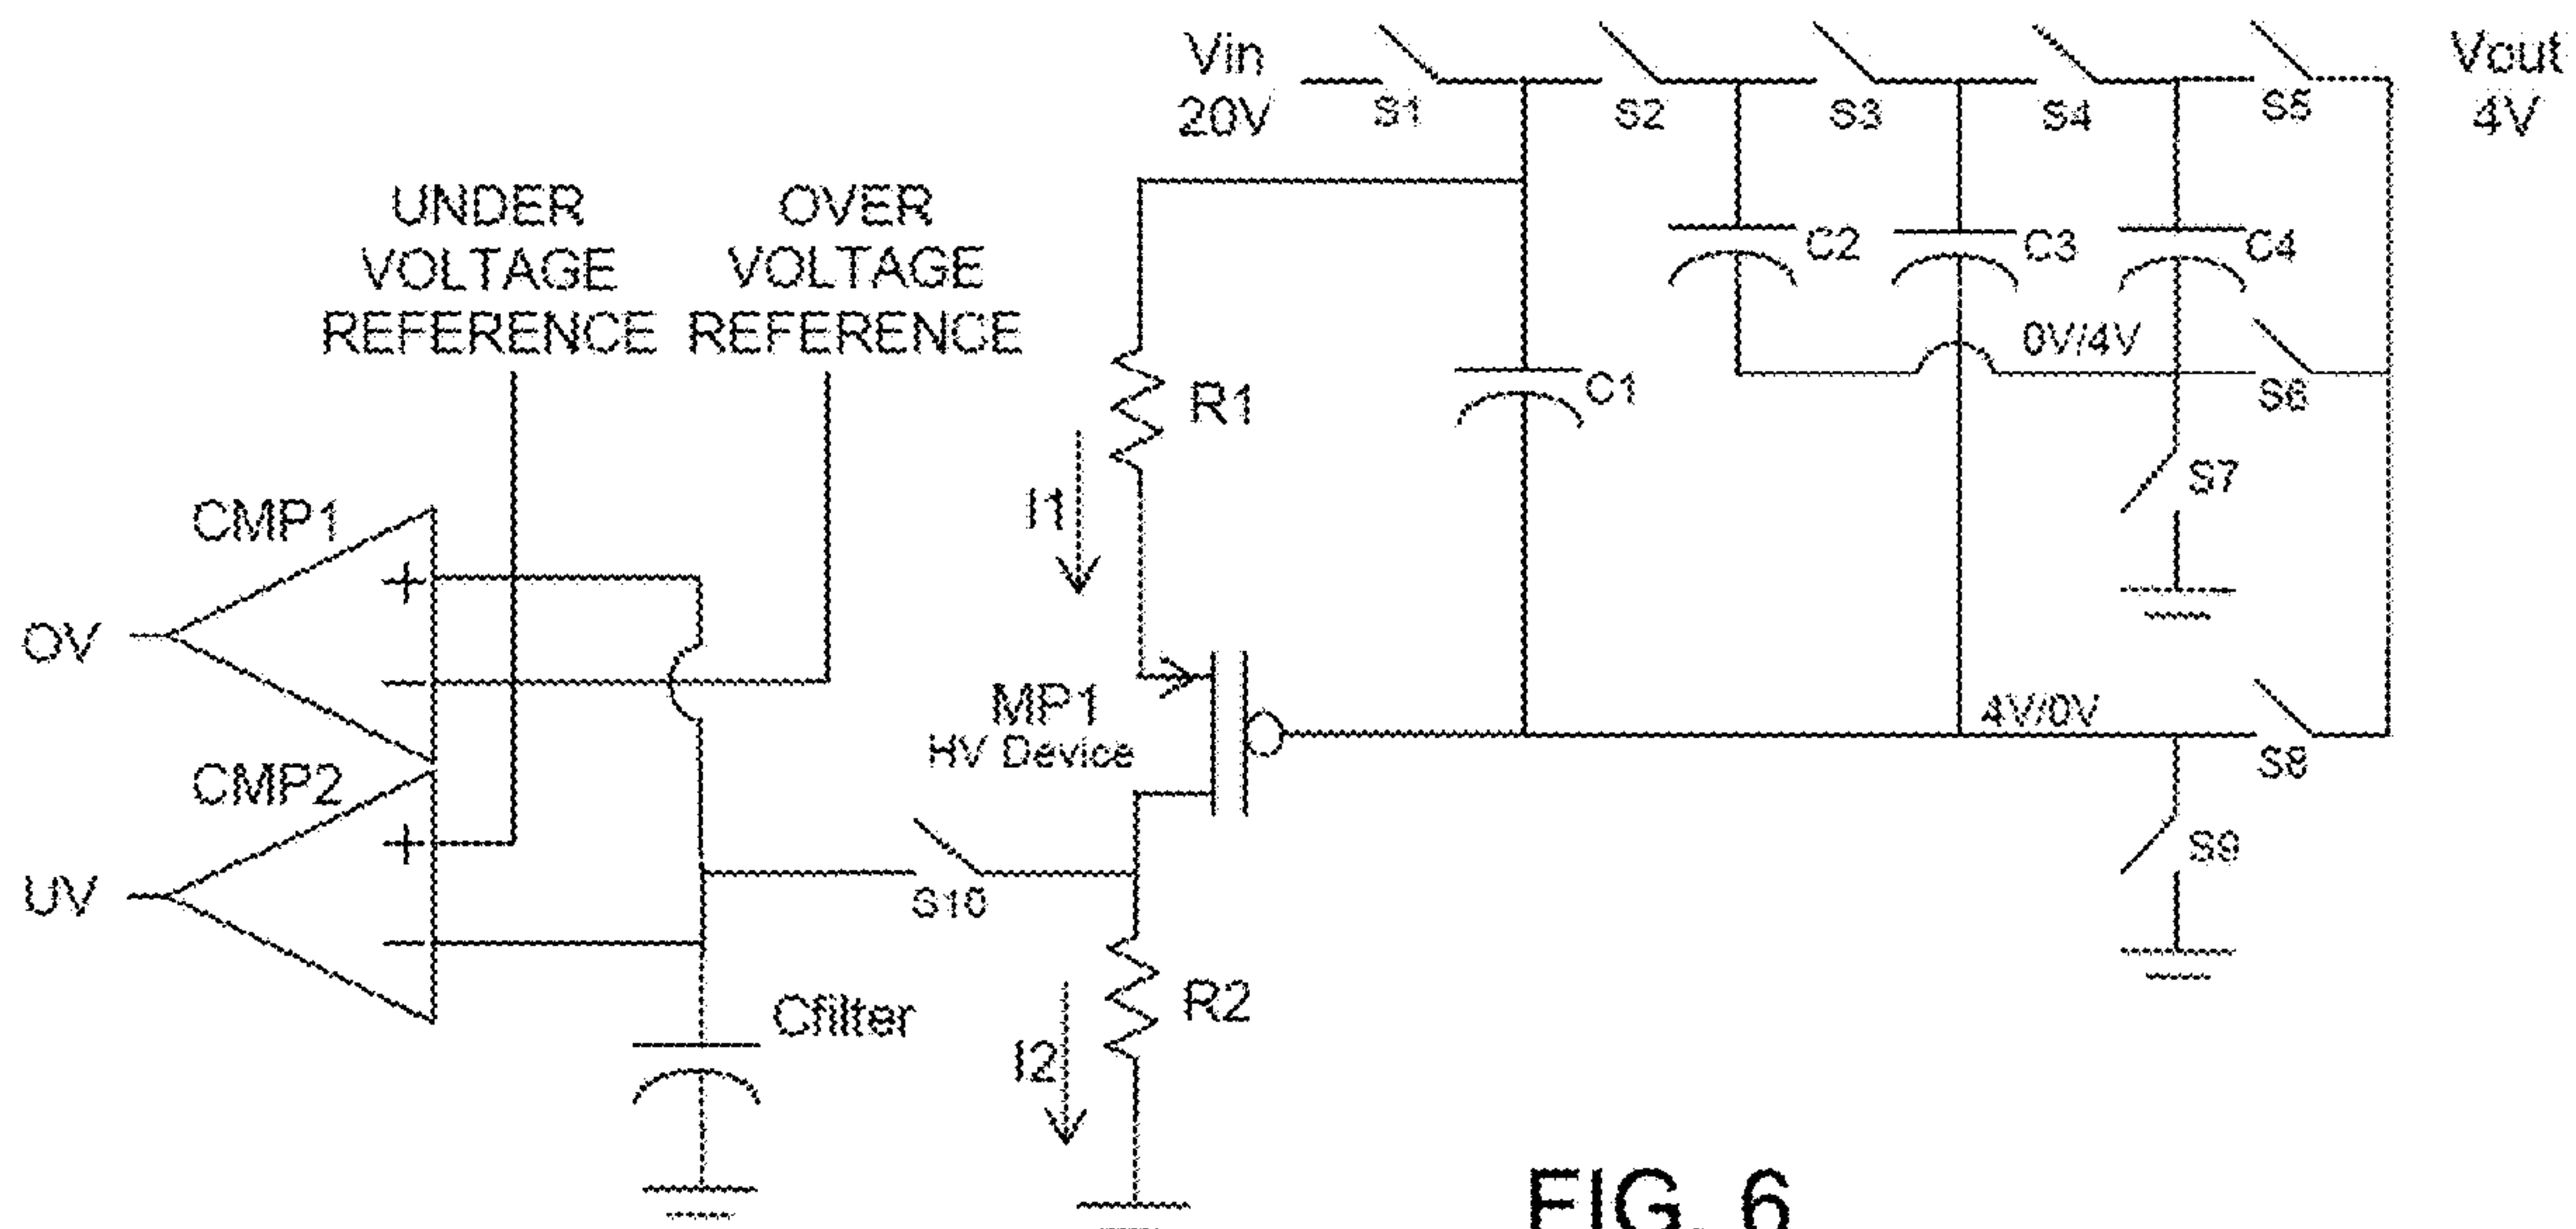 Vin
20V
S1
S2
S3
S4
S5
Vout
4V
UNDER
VOLTAGE
REFERENCE
OVER
VOLTAGE
REFERENCE
C2
C3
C4
0V/4V
S6
R1
C1
S7
I1
CMP1
+
−
OV
MP1
HV Device
4V/0V
S8
CMP2
+
−
UV
S10
S9
Cfilter
R2
I2
FIG. 6